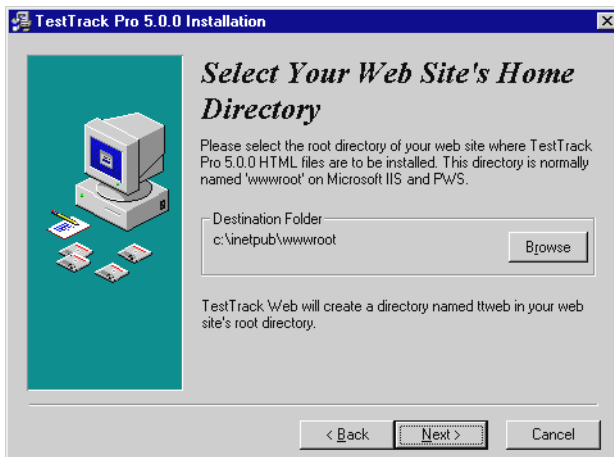 TestTrack Pro 5.0.0 Installation
Select Your Web Site's Home
Directory
Please select the root directory of your web site where TestTrack
Pro 5.0.0 HTML files are to be installed. This directory is normally
named 'wwwroot' on Microsoft IIS and PWS.
Destination Folder
c:\inetpub\wwwroot
Browse
TestTrack Web will create a directory named ttweb in your web
site's root directory.
< Back
Next >
Cancel